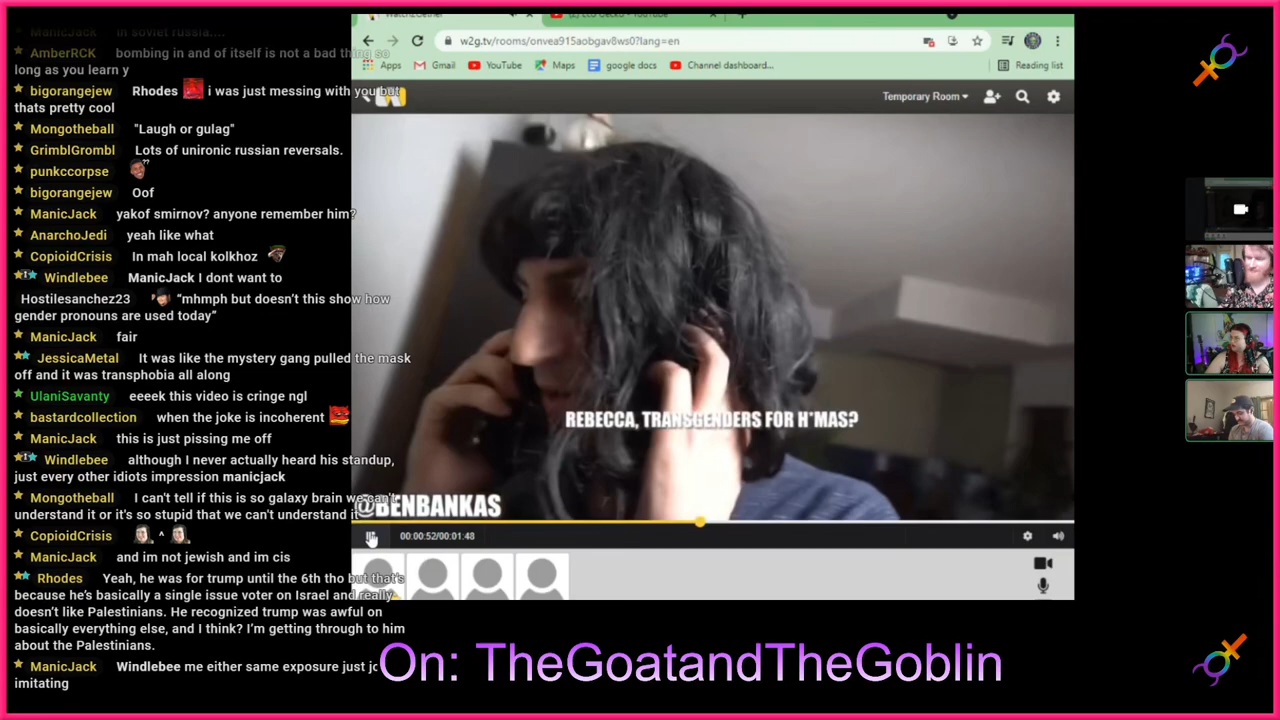 ManicJack in soviet russia....
AmberRCK bombing in and of itself is not a bad thing so
long as you learn y
bigorangejew Rhodes i was just messing with you but
thats pretty cool
Mongotheball "Laugh or gulag"
GrimblGrombl Lots of unironic russian reversals.
punkccorpse
bigorangejew Oof
ManicJack yakof smirnov? anyone remember him?
AnarchoJedi yeah like what
CopioidCrisis In mah local kolkhoz
Windlebee ManicJack I dont want to
Hostilesanchez23 "mhmph but doesn't this show how
gender pronouns are used today"
ManicJack fair
JessicaMetal It was like the mystery gang pulled the mask
off and it was transphobia all along
UlaniSavanty eeeek this video is cringe ngl
bastardcollection when the joke is incoherent
ManicJack this is just pissing me off
Windlebee although I never actually heard his standup,
just every other idiots impression manicjack
Mongotheball I can't tell if this is so galaxy brain we can't
understand it or it's so stupid that we can't understand it
CopioidCrisis ^
ManicJack and im not jewish and im cis
Rhodes Yeah, he was for trump until the 6th tho but that's
because he's basically a single issue voter on Israel and really
doesn't like Palestinians. He recognized trump was awful on
basically everything else, and I think? I'm getting through to him
about the Palestinians.
ManicJack Windlebee me either same exposure just jo
imitating
w2g.tv/rooms/onvea915aobgav8ws0?lang=en
Apps Gmail YouTube Maps google docs Channel dashboard... Reading list
Temporary Room
REBECCA, TRANSGENDERS FOR H*MAS?
@BENBANKAS
00:00:52/00:01:48
On: TheGoatandTheGoblin